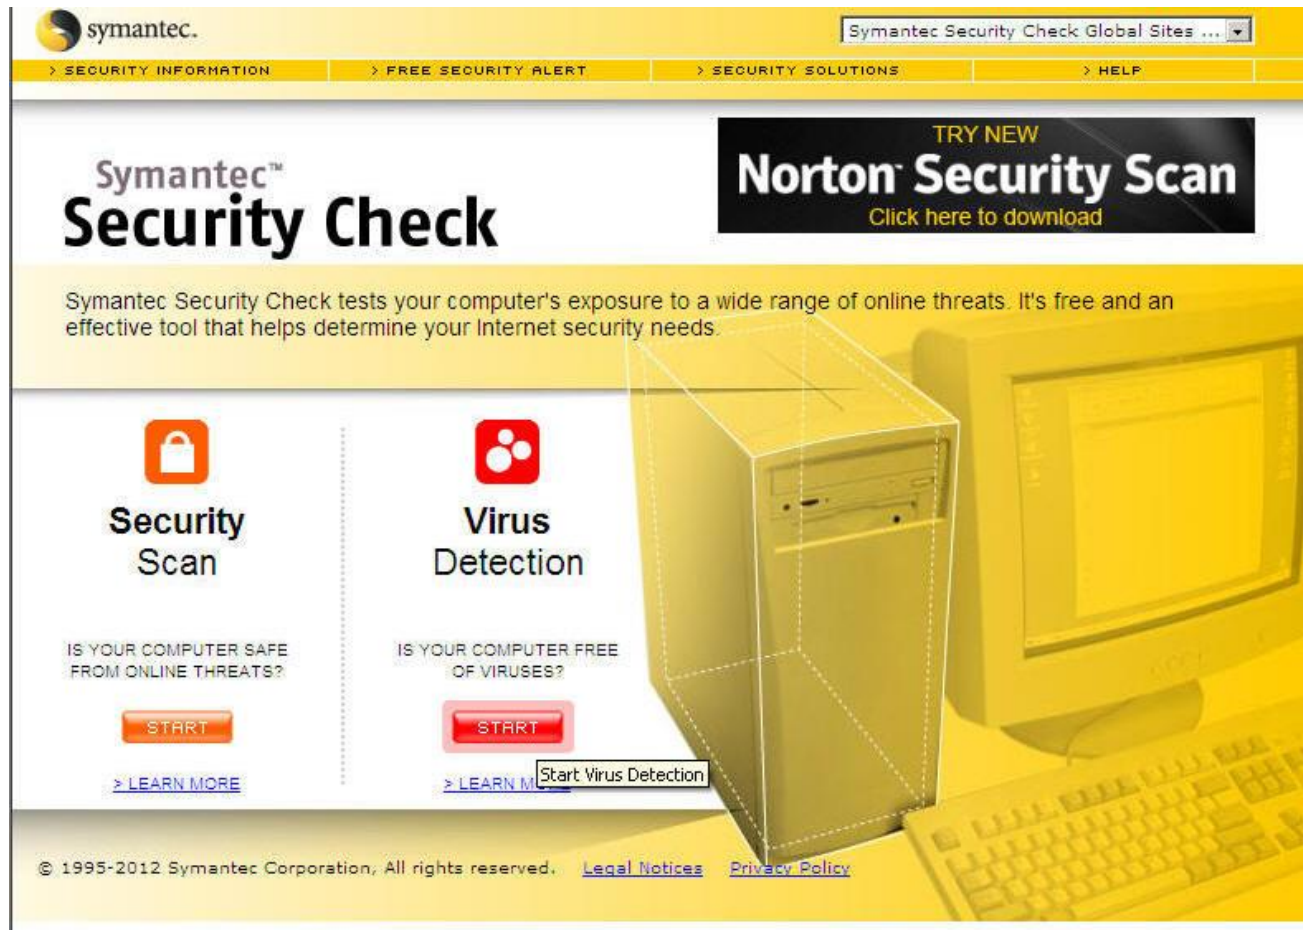 symantec.
Symantec Security Check Global Sites ...
> SECURITY INFORMATION > FREE SECURITY ALERT > SECURITY SOLUTIONS > HELP
TRY NEW
Norton Security Scan
Click here to download
Symantec™
Security Check
Symantec Security Check tests your computer's exposure to a wide range of online threats. It's free and an
effective tool that helps determine your Internet security needs.
Security
Scan
IS YOUR COMPUTER SAFE
FROM ONLINE THREATS?
START
> LEARN MORE
Virus
Detection
IS YOUR COMPUTER FREE
OF VIRUSES?
START
Start Virus Detection
> LEARN
© 1995-2012 Symantec Corporation, All rights reserved. Legal Notices Privacy Policy